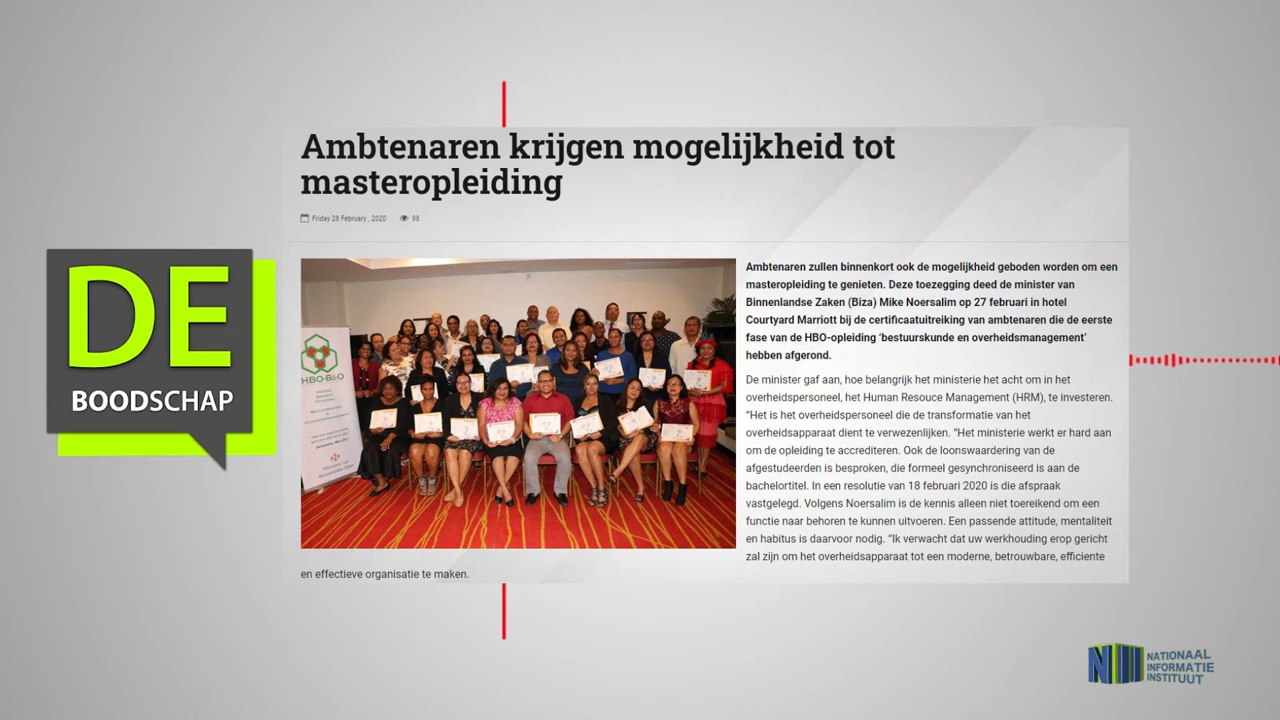 Ambtenaren krijgen mogelijkheid tot
masteropleiding
Friday 28 February , 2020 98
DE
BOODSCHAP
HBO-B&O
Ambtenaren zullen binnenkort ook de mogelijkheid geboden worden om een
masteropleiding te genieten. Deze toezegging deed de minister van
Binnenlandse Zaken (Biza) Mike Noersalim op 27 februari in hotel
Courtyard Marriott bij de certificaatuitreiking van ambtenaren die de eerste
fase van de HBO-opleiding ‘bestuurskunde en overheidsmanagement’
hebben afgerond.
De minister gaf aan, hoe belangrijk het ministerie het acht om in het
overheidspersoneel, het Human Resouce Management (HRM), te investeren.
“Het is het overheidspersoneel die de transformatie van het
overheidsapparaat dient te verwezenlijken. “Het ministerie werkt er hard aan
om de opleiding te accrediteren. Ook de loonswaardering van de
afgestudeerden is besproken, die formeel gesynchroniseerd is aan de
bachelortitel. In een resolutie van 18 februari 2020 is die afspraak
vastgelegd. Volgens Noersalim is de kennis alleen niet toereikend om een
functie naar behoren te kunnen uitvoeren. Een passende attitude, mentaliteit
en habitus is daarvoor nodig. “Ik verwacht dat uw werkhouding erop gericht
zal zijn om het overheidsapparaat tot een moderne, betrouwbare, efficiente
en effectieve organisatie te maken.
NII
NATIONAAL
INFORMATIE
INSTITUUT